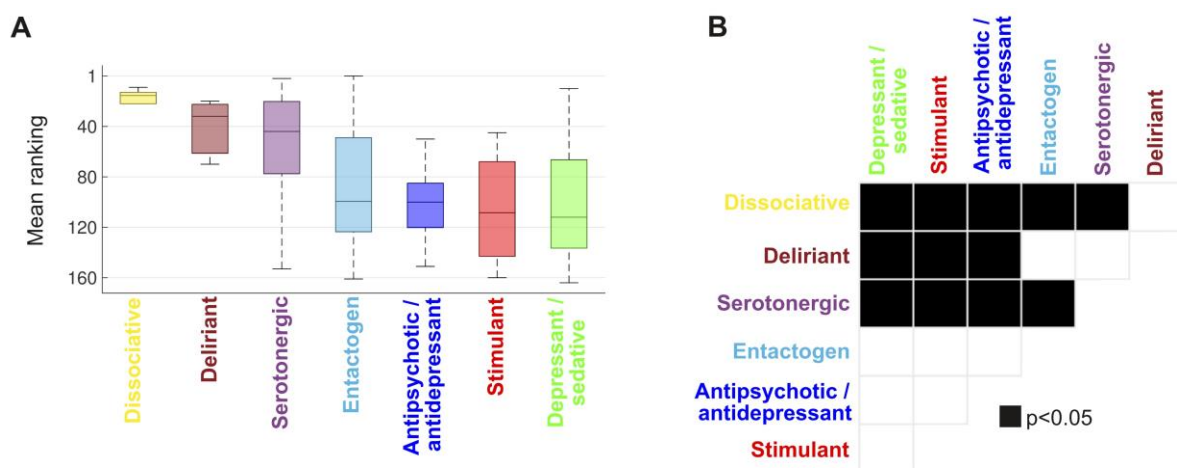 A
Mean ranking
1
40
80
120
160
Dissociative
Deliriant
Serotonergic
Entactogen
Antipsychotic /
antidepressant
Stimulant
Depressant /
sedative
B
Depressant /
sedative
Stimulant
Antipsychotic /
antidepressant
Entactogen
Serotonergic
Deliriant
Dissociative
Deliriant
Serotonergic
Entactogen
Antipsychotic /
antidepressant
Stimulant
p<0.05